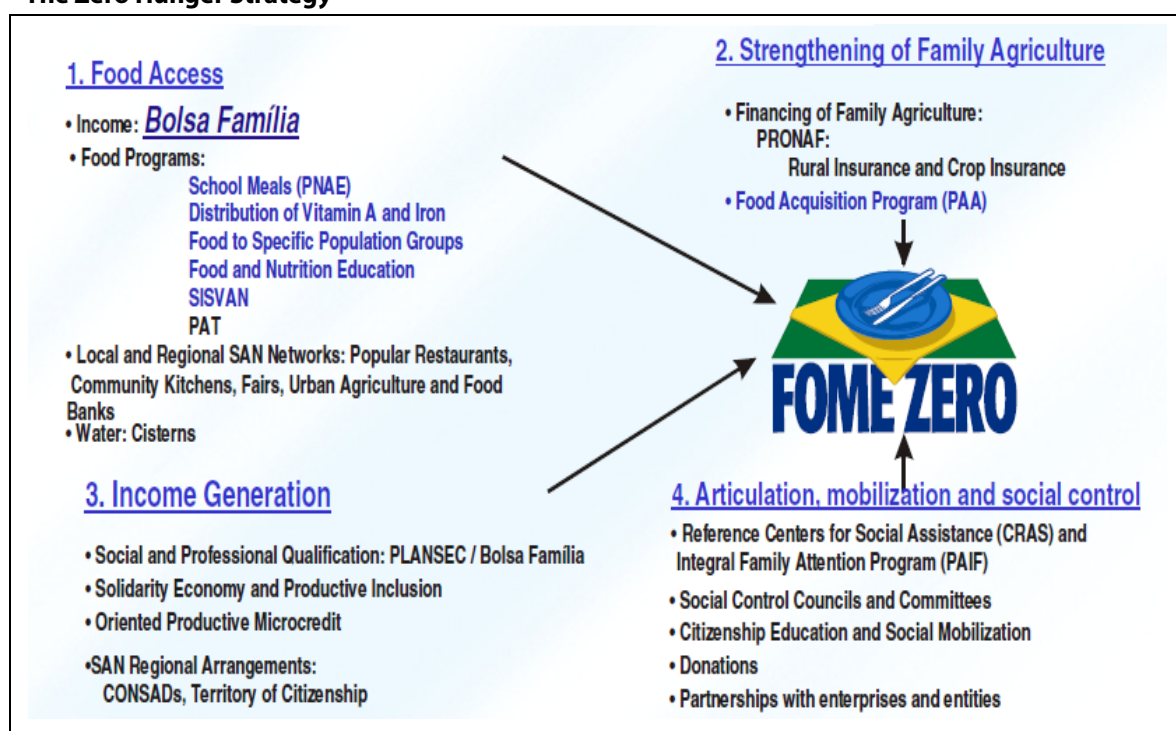 The Zero Hunger Strategy
1. Food Access
• Income: Bolsa Família
• Food Programs:
School Meals (PNAE)
Distribution of Vitamin A and Iron
Food to Specific Population Groups
Food and Nutrition Education
SISVAN
PAT
• Local and Regional SAN Networks: Popular Restaurants,
Community Kitchens, Fairs, Urban Agriculture and Food
Banks
• Water: Cisterns
2. Strengthening of Family Agriculture
• Financing of Family Agriculture:
PRONAF:
Rural Insurance and Crop Insurance
• Food Acquisition Program (PAA)
FOME ZERO
3. Income Generation
• Social and Professional Qualification: PLANSEC / Bolsa Família
• Solidarity Economy and Productive Inclusion
• Oriented Productive Microcredit
•SAN Regional Arrangements:
CONSADs, Territory of Citizenship
4. Articulation, mobilization and social control
• Reference Centers for Social Assistance (CRAS) and
Integral Family Attention Program (PAIF)
• Social Control Councils and Committees
• Citizenship Education and Social Mobilization
• Donations
• Partnerships with enterprises and entities